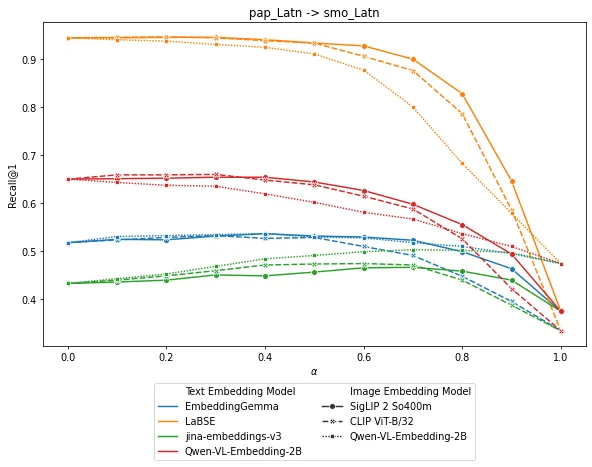 pap_Latn -> smo_Latn
Recall@1
0.9
0.8
0.7
0.6
0.5
0.4
0.0 0.2 0.4 0.6 0.8 1.0
α
Text Embedding Model
EmbeddingGemma
LaBSE
jina-embeddings-v3
Qwen-VL-Embedding-2B
Image Embedding Model
SigLIP 2 So400m
CLIP ViT-B/32
Qwen-VL-Embedding-2B